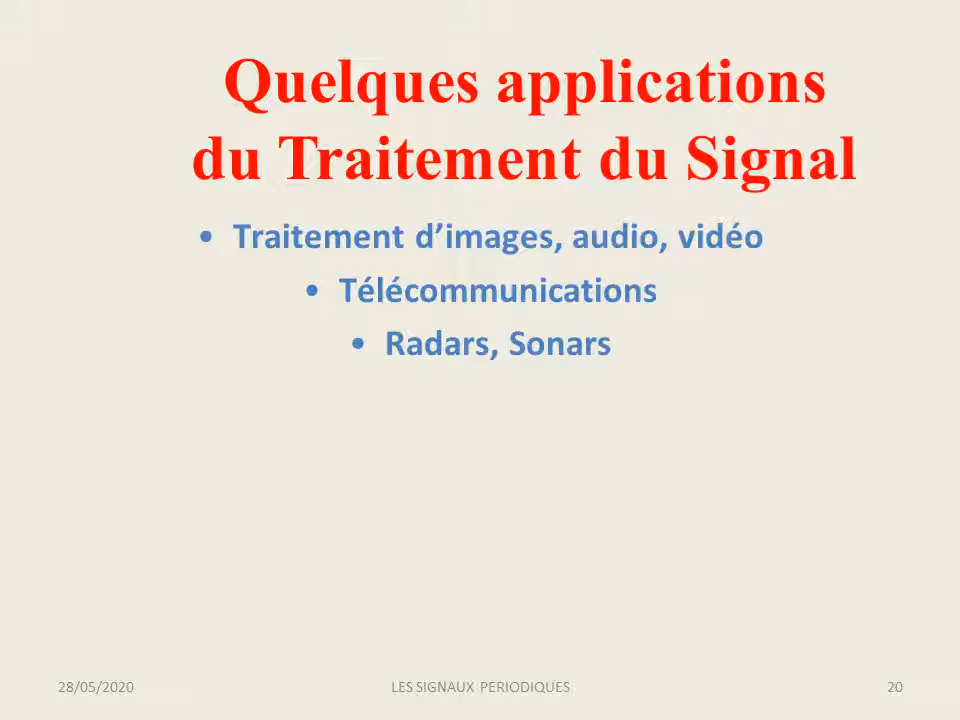 Quelques applications
du Traitement du Signal
• Traitement d’images, audio, vidéo
• Télécommunications
• Radars, Sonars
28/05/2020
LES SIGNAUX PERIODIQUES
20